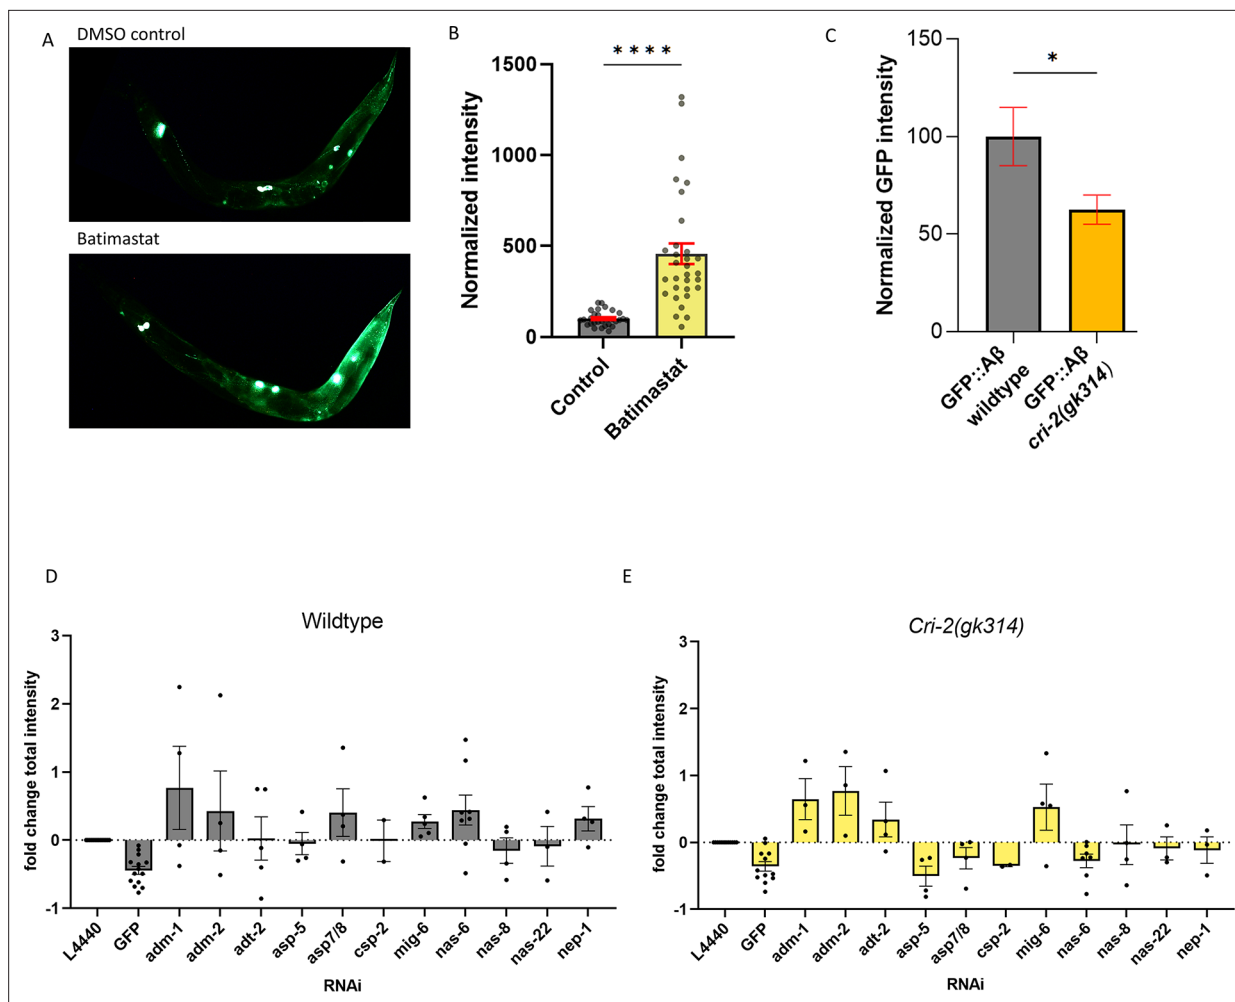 A
DMSO control
Batimastat
B
****
Normalized intensity
1500
1000
500
0
Control
Batimastat
C
*
Normalized GFP intensity
150
100
50
0
GFP::Aβ
wildtype
GFP::Aβ
cri-2(gk314)
D
Wildtype
fold change total intensity
3
2
1
0
-1
L4440
GFP
adm-1
adm-2
adt-2
asp-5
asp7/8
csp-2
mig-6
nas-6
nas-8
nas-22
nep-1
RNAi
E
Cri-2(gk314)
fold change total intensity
3
2
1
0
-1
L4440
GFP
adm-1
adm-2
adt-2
asp-5
asp7/8
csp-2
mig-6
nas-6
nas-8
nas-22
nep-1
RNAi